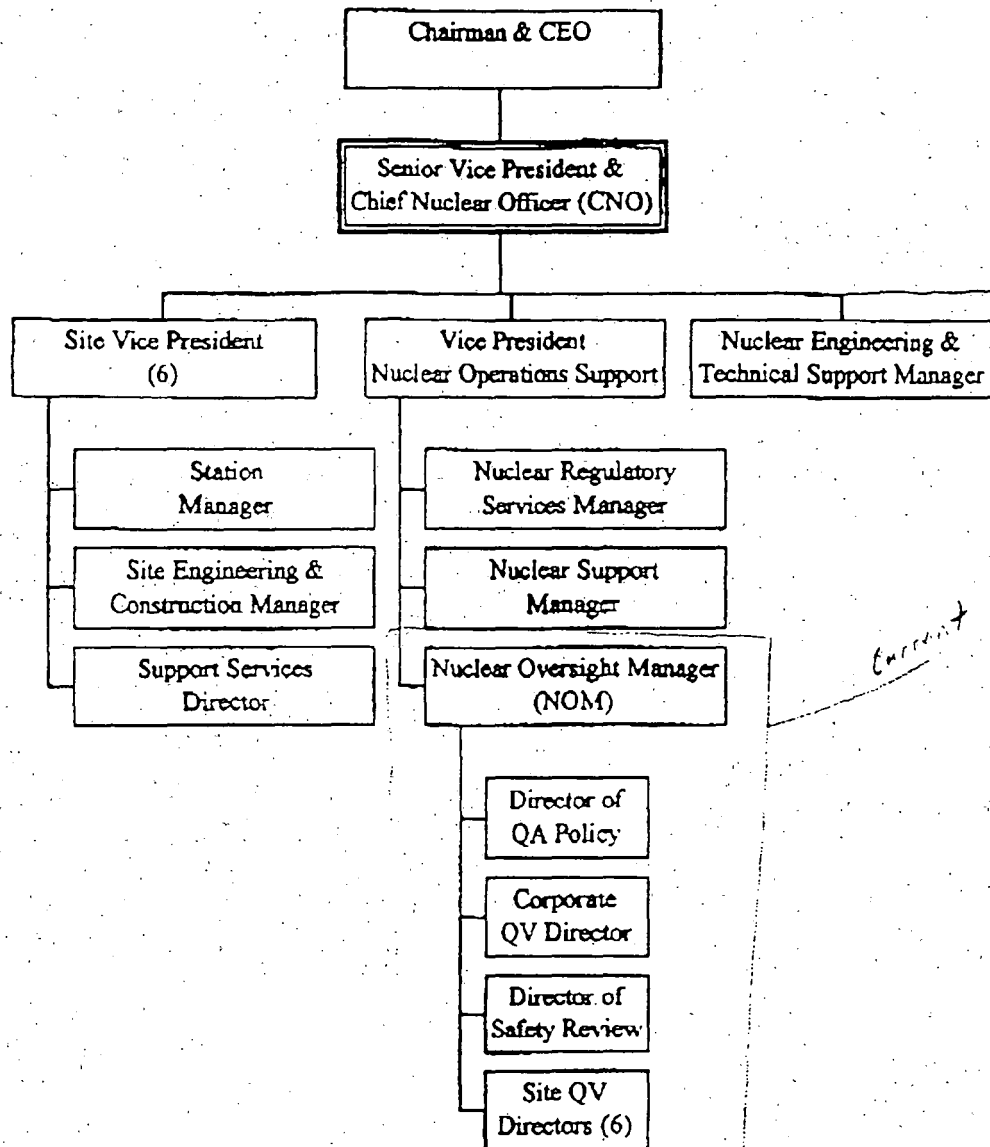 Chairman & CEO
Senior Vice President &
Chief Nuclear Officer (CNO)
Site Vice President
(6)
Vice President
Nuclear Operations Support
Nuclear Engineering &
Technical Support Manager
Station
Manager
Site Engineering &
Construction Manager
Support Services
Director
Nuclear Regulatory
Services Manager
Nuclear Support
Manager
Nuclear Oversight Manager
(NOM)
Current
Director of
QA Policy
Corporate
QV Director
Director of
Safety Review
Site QV
Directors (6)